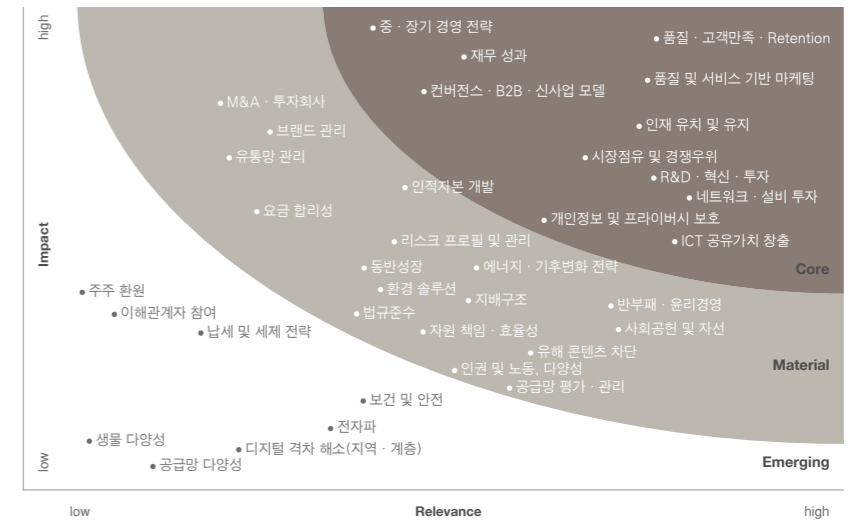 high
• 중 · 장기 경영 전략
• 품질 · 고객만족 · Retention
• 재무 성과
• 품질 및 서비스 기반 마케팅
• 컨버전스 · B2B · 신사업 모델
• M&A · 투자회사
• 인재 유치 및 유지
• 브랜드 관리
• 유통망 관리
• 시장점유 및 경쟁우위
• R&D · 혁신 · 투자
• 인적자본 개발
• 네트워크 · 설비 투자
• 요금 합리성
• 개인정보 및 프라이버시 보호
Impact
• 리스크 프로필 및 관리
• ICT 공유가치 창출
• 동반성장
• 에너지 · 기후변화 전략
Core
• 주주 환원
• 환경 솔루션
• 지배구조
• 반부패 · 윤리경영
• 이해관계자 참여
• 법규준수
• 납세 및 세제 전략
• 자원 책임 · 효율성
• 사회공헌 및 자선
• 유해 콘텐츠 차단
Material
• 인권 및 노동, 다양성
• 공급망 평가 · 관리
• 보건 및 안전
• 전자파
• 생물 다양성
• 디지털 격차 해소(지역 · 계층)
low
• 공급망 다양성
Emerging
low
Relevance
high